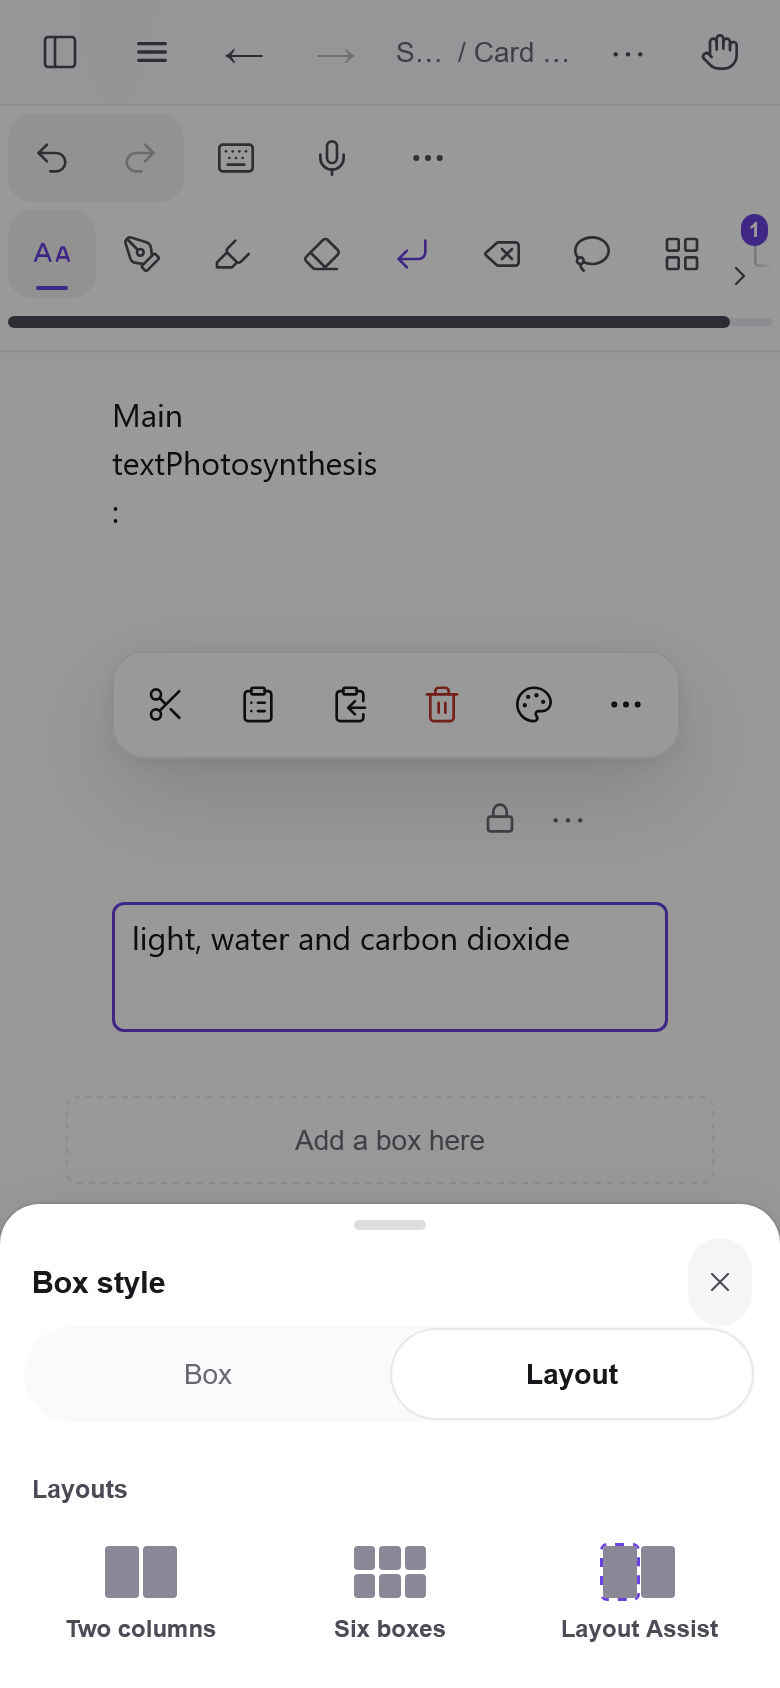 S... / Card ...
AA
1
Main
textPhotosynthesis
:
light, water and carbon dioxide
Add a box here
Box style
Box
Layout
Layouts
Two columns
Six boxes
Layout Assist